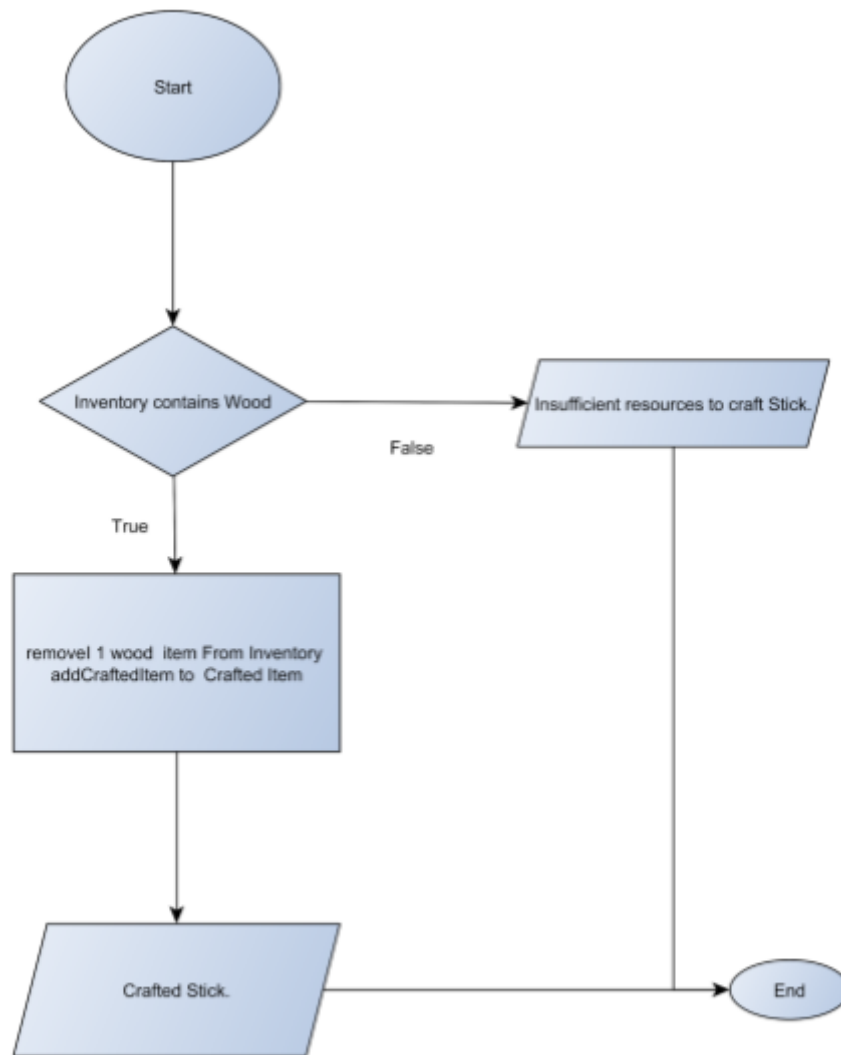 Start
Inventory contains Wood
Insufficient resources to craft Stick.
False
True
removel 1 wood  item From Inventory
addCraftedItem to  Crafted Item
Crafted Stick.
End